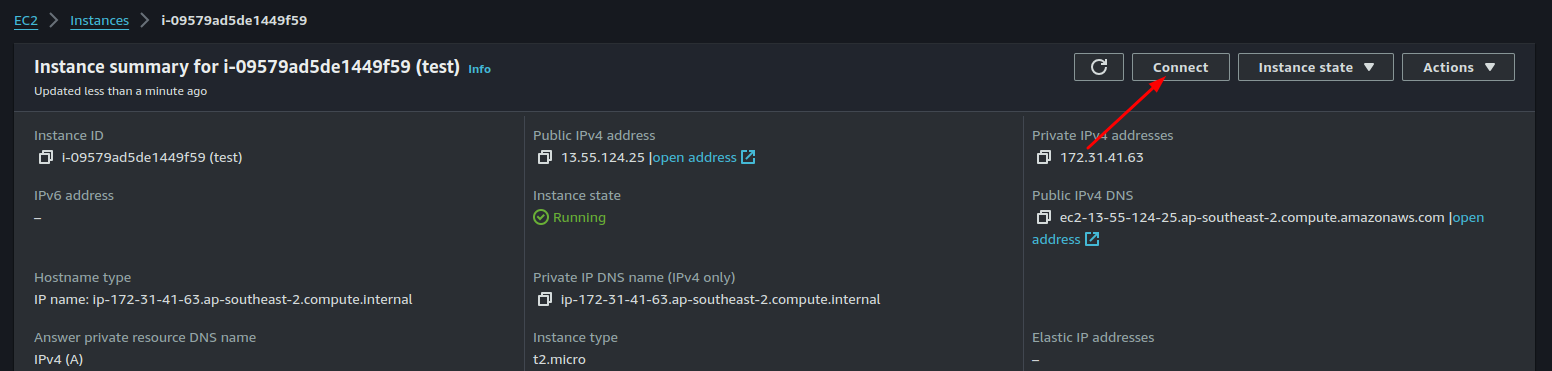 EC2 Instances i-09579ad5de1449f59
Instance summary for i-09579ad5de1449f59 (test) Info
Updated less than a minute ago
Connect
Instance state
Actions
Instance ID
i-09579ad5de1449f59 (test)
Public IPv4 address
13.55.124.25 |open address
Private IPv4 addresses
172.31.41.63
IPv6 address
–
Instance state
Running
Public IPv4 DNS
ec2-13-55-124-25.ap-southeast-2.compute.amazonaws.com |open
address
Hostname type
IP name: ip-172-31-41-63.ap-southeast-2.compute.internal
Private IP DNS name (IPv4 only)
ip-172-31-41-63.ap-southeast-2.compute.internal
Answer private resource DNS name
IPv4 (A)
Instance type
t2.micro
Elastic IP addresses
–